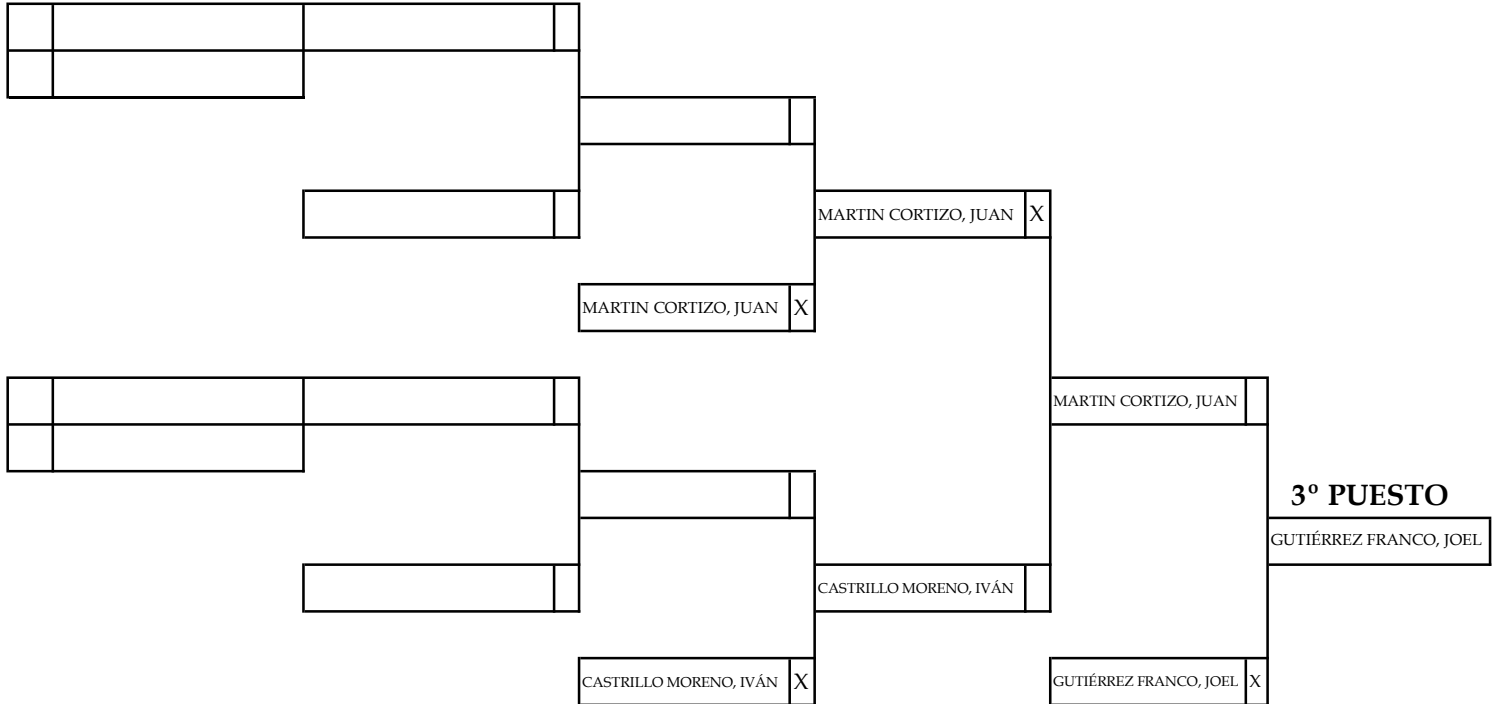 MARTIN CORTIZO, JUAN X
MARTIN CORTIZO, JUAN X
MARTIN CORTIZO, JUAN
3º PUESTO
GUTIÉRREZ FRANCO, JOEL
CASTRILLO MORENO, IVÁN
CASTRILLO MORENO, IVÁN X
GUTIÉRREZ FRANCO, JOEL X